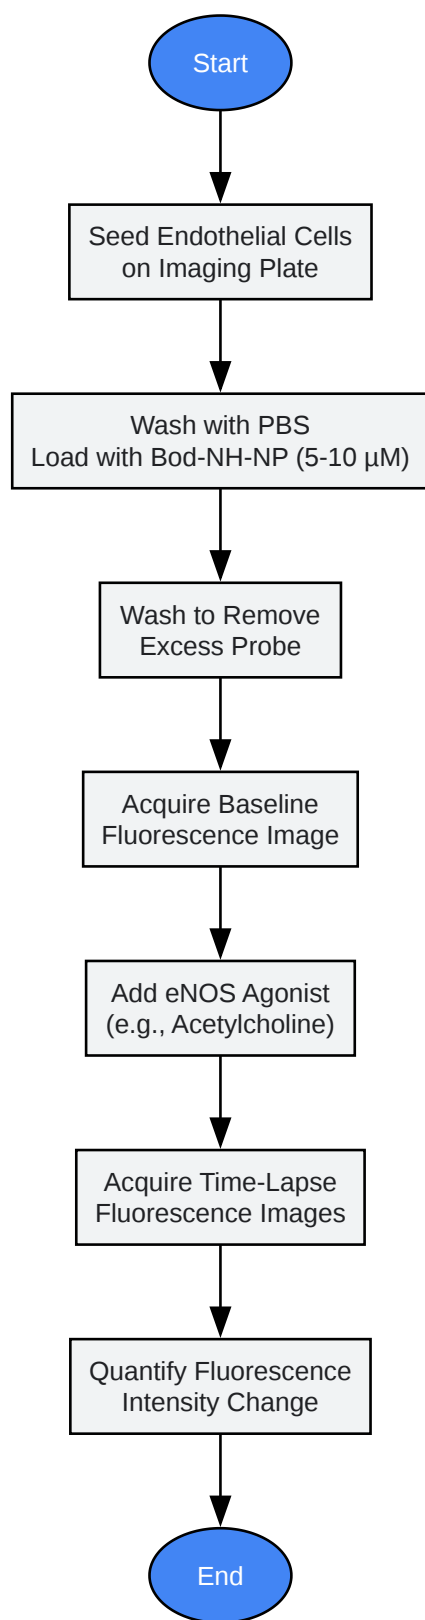 Start
Seed Endothelial Cells
on Imaging Plate
Wash with PBS
Load with Bod-NH-NP (5-10 µM)
Wash to Remove
Excess Probe
Acquire Baseline
Fluorescence Image
Add eNOS Agonist
(e.g., Acetylcholine)
Acquire Time-Lapse
Fluorescence Images
Quantify Fluorescence
Intensity Change
End